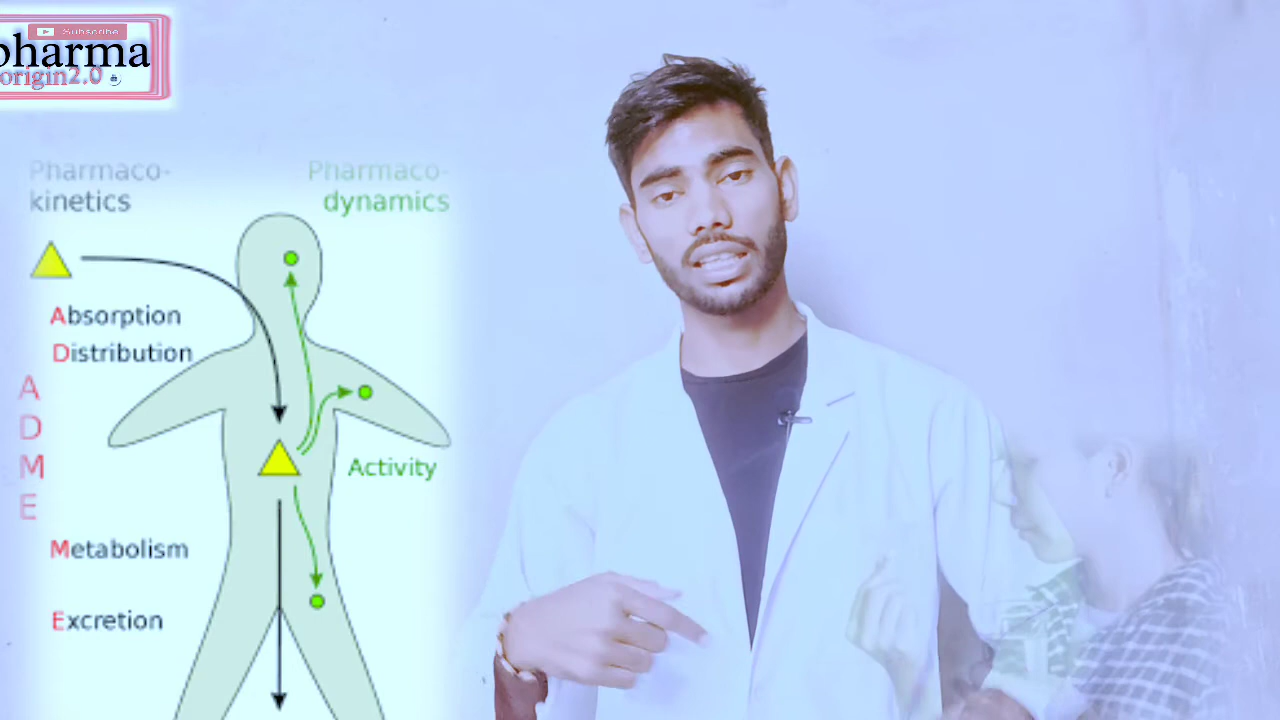 Subscribe
pharma
origin2.0
Pharmaco-
kinetics
Pharmaco-
dynamics
Absorption
Distribution
A
D
M
E
Activity
Metabolism
Excretion